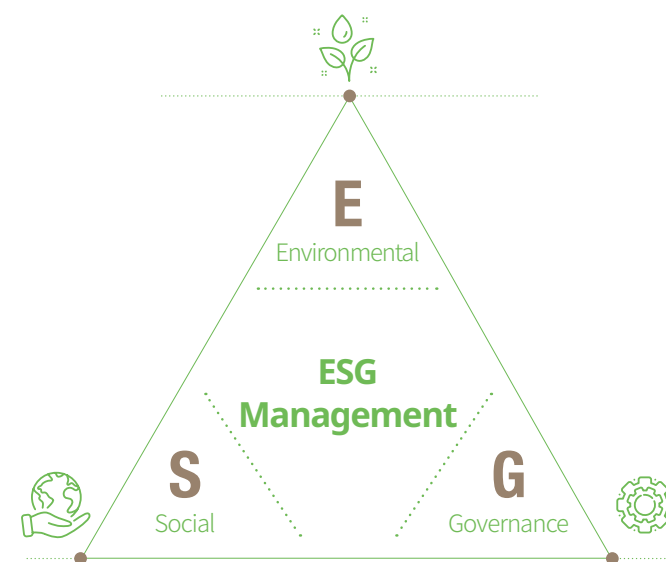 E
Environmental
ESG
Management
S
Social
G
Governance